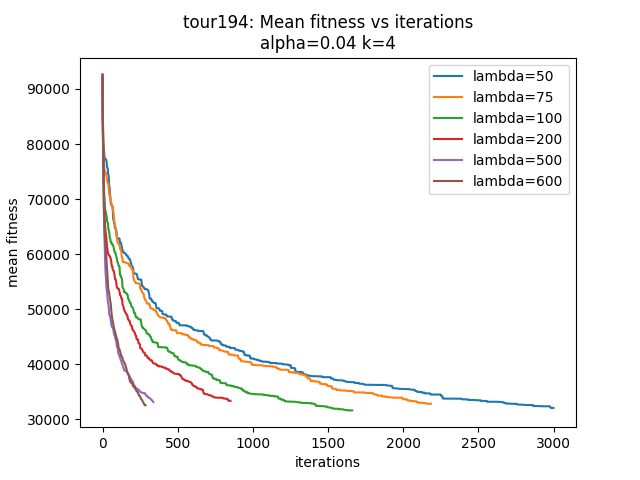 tour194: Mean fitness vs iterations
alpha=0.04 k=4
lambda=50
lambda=75
lambda=100
lambda=200
lambda=500
lambda=600
mean fitness
90000
80000
70000
60000
50000
40000
30000
0 500 1000 1500 2000 2500 3000
iterations